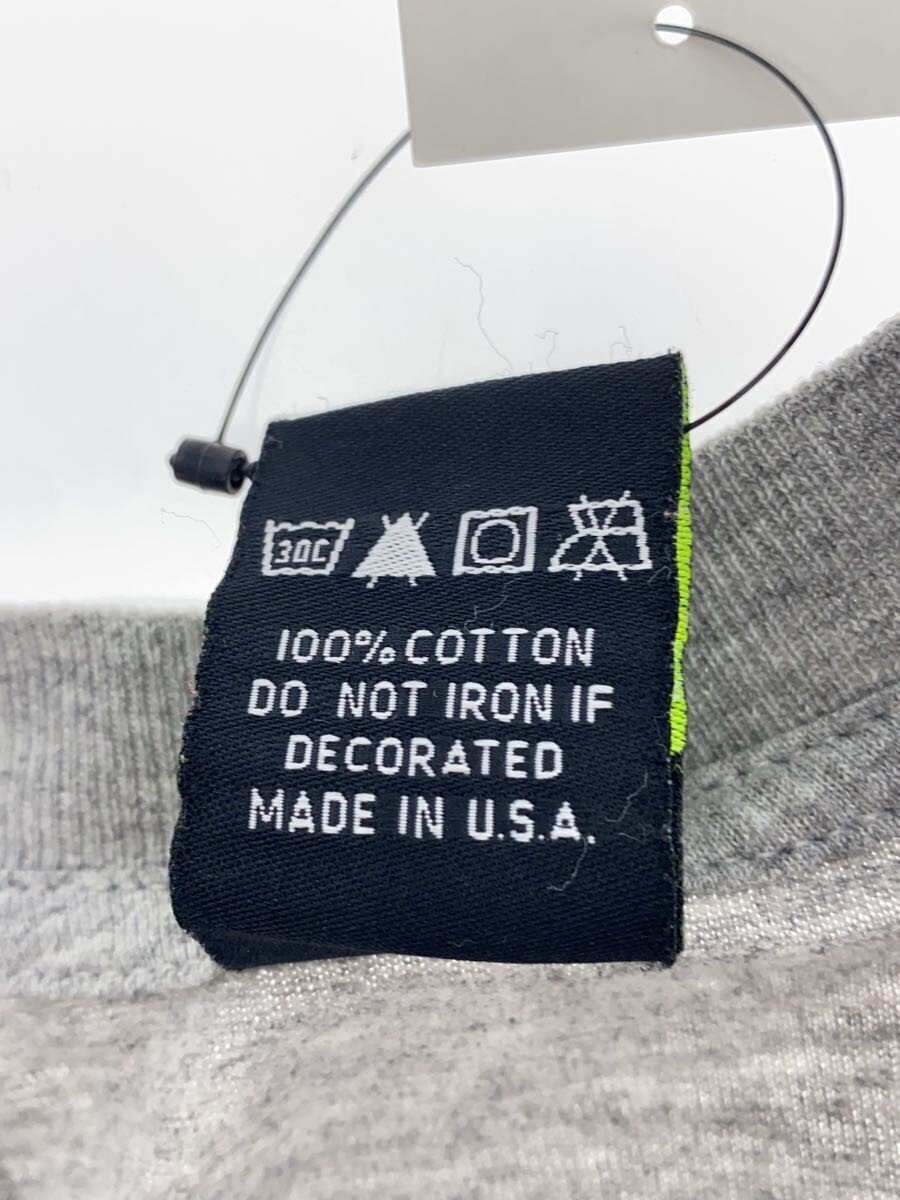 30C
100% COTTON
DO NOT IRON IF
DECORATED
MADE IN U.S.A.